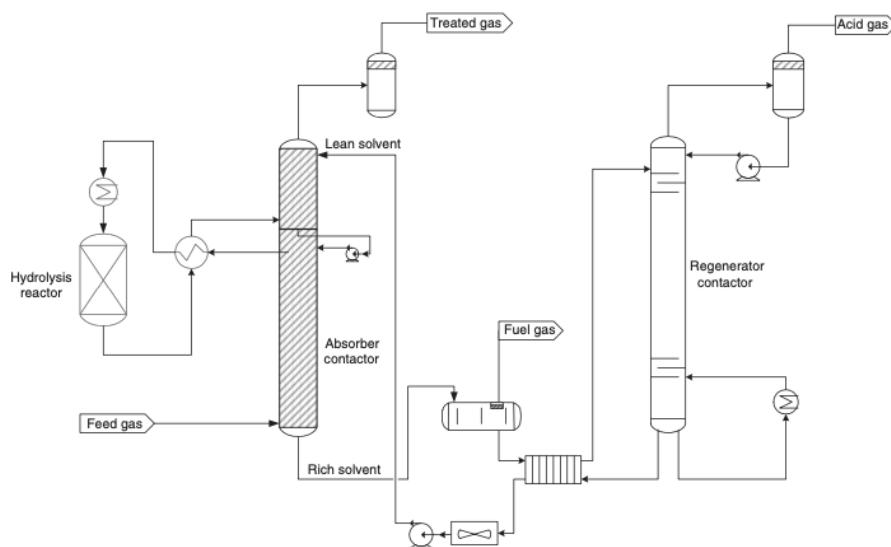 Treated gas
Acid gas
Lean solvent
Hydrolysis
reactor
Regenerator
contactor
Absorber
contactor
Fuel gas
Feed gas
Rich solvent